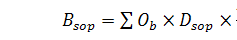 B_sop = ∑ O_b × D_sop ×